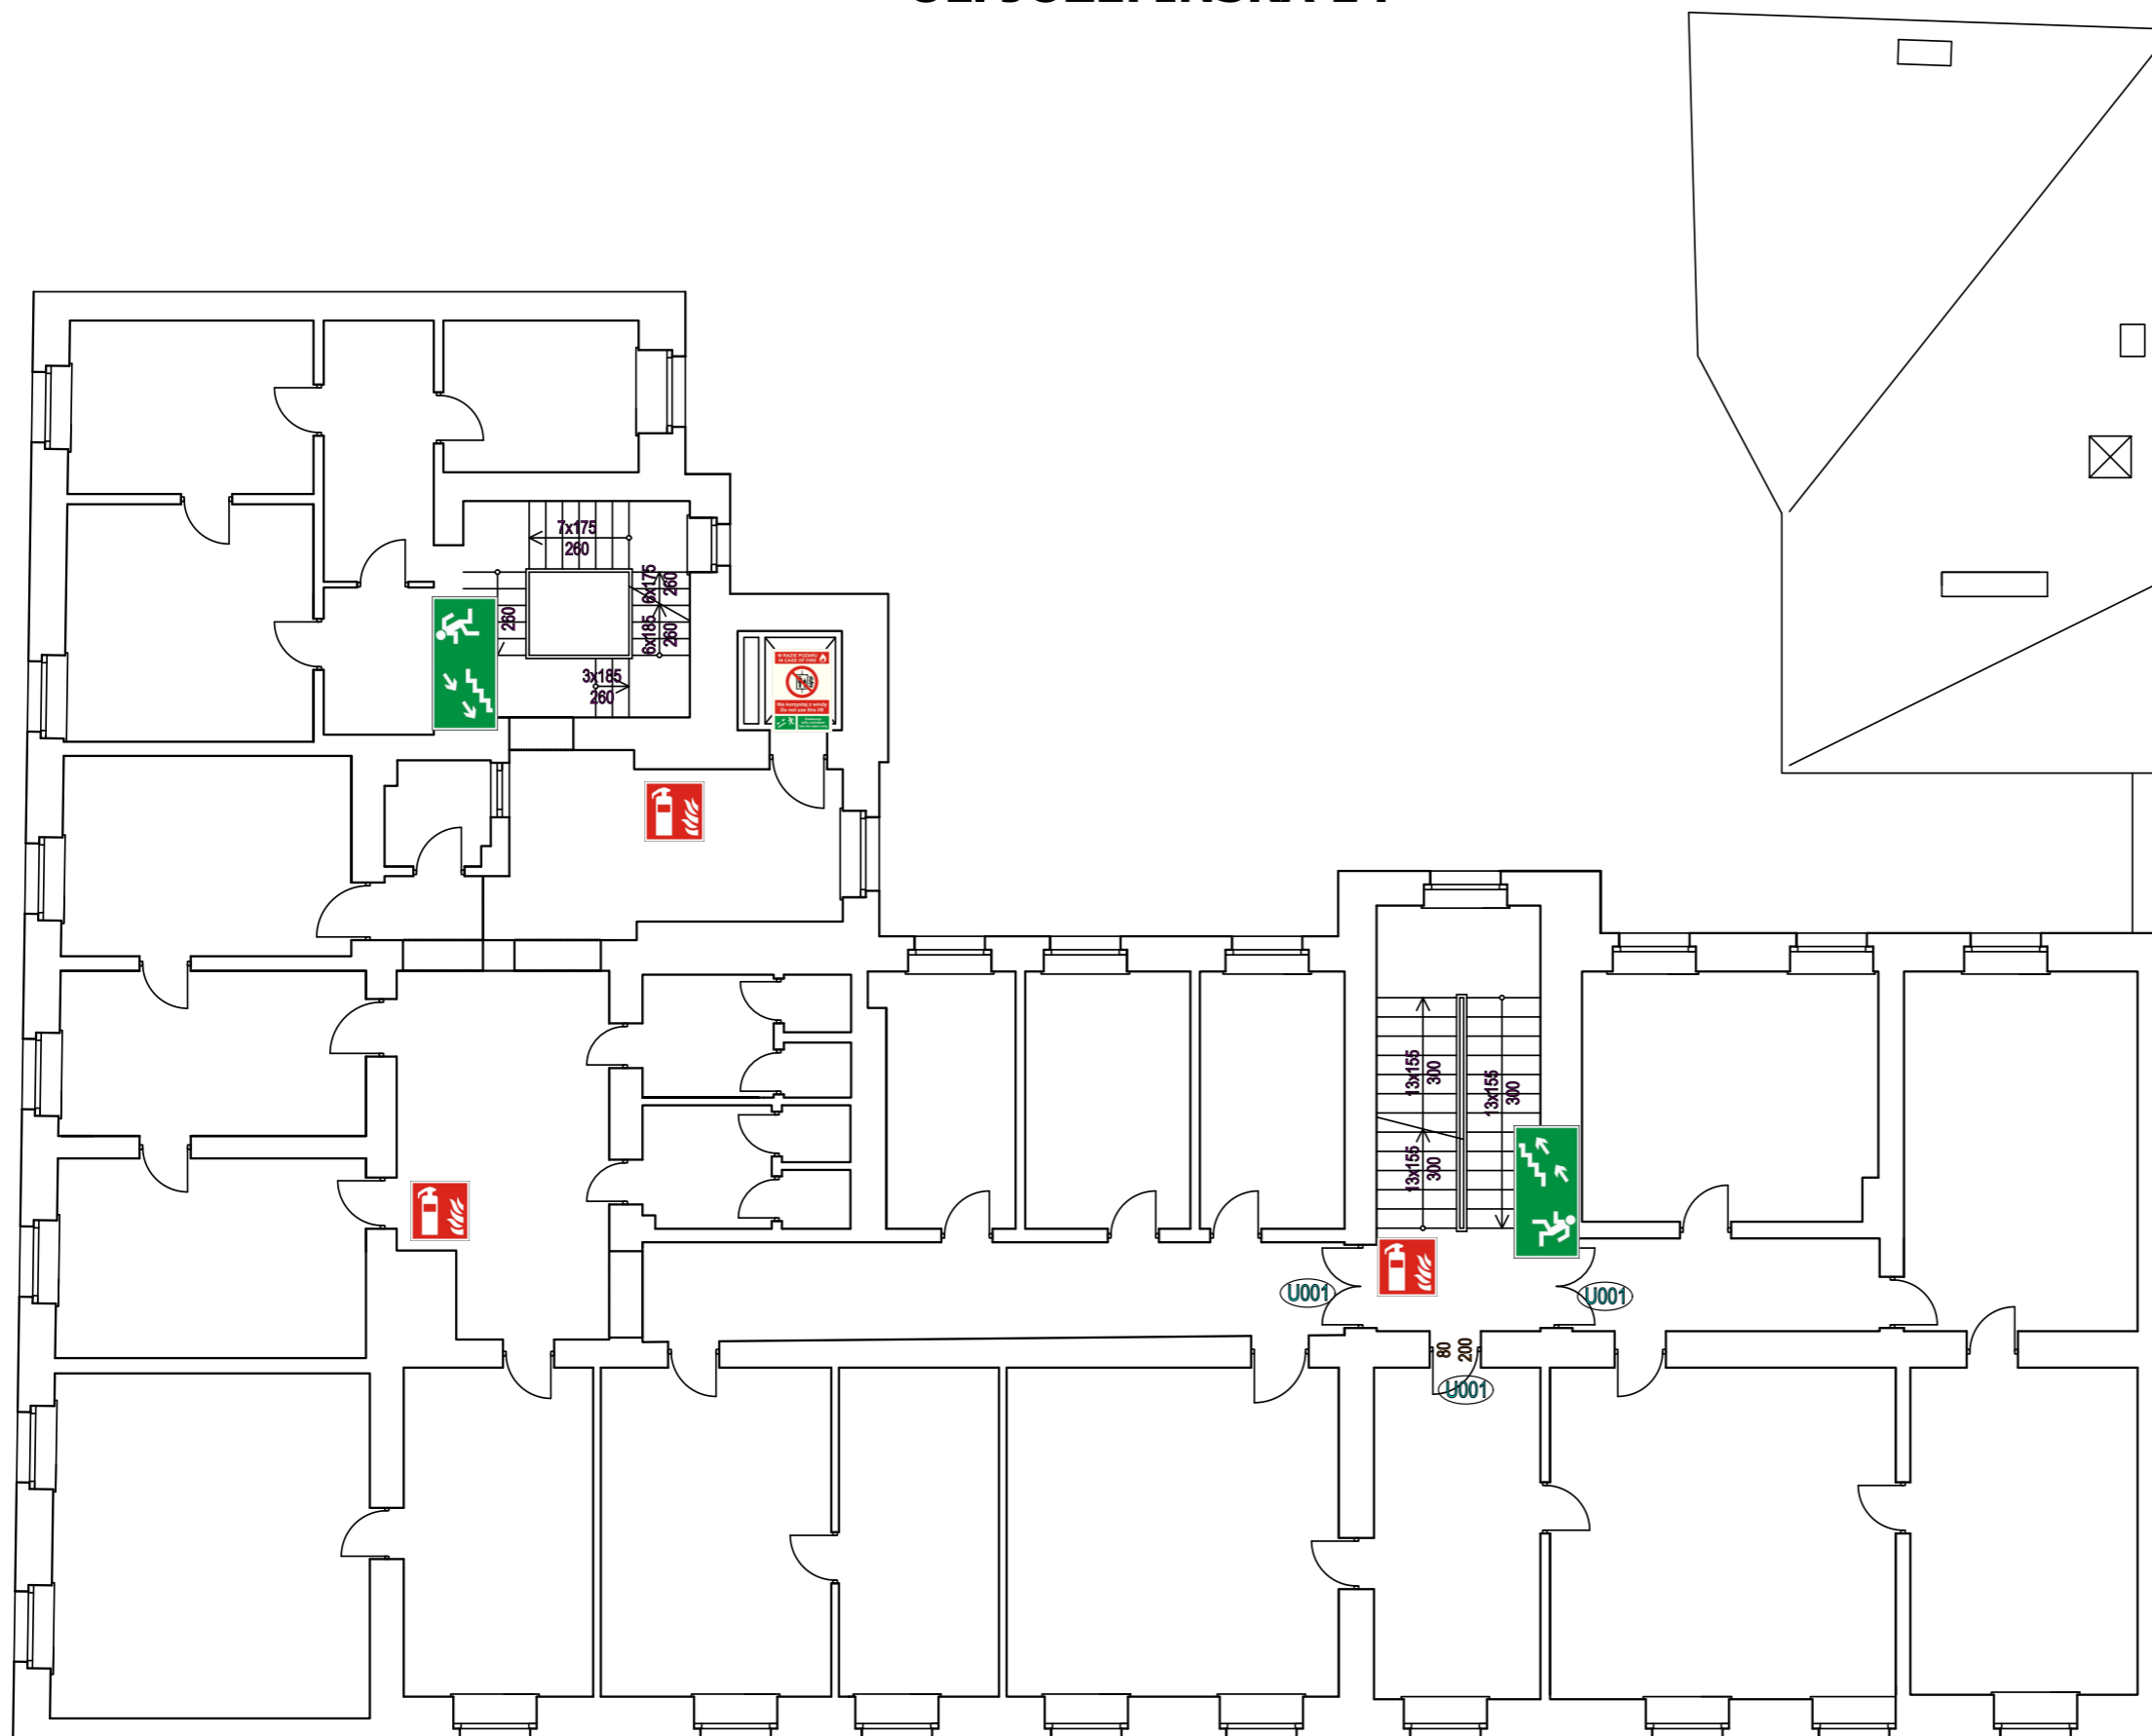 7x175
260
6x175
260
260
6x185
260
3x185
260
W RAZIE POŻARU
IN CASE OF FIRE
Nie korzystaj z windy
Do not use this lift
13x155
300
13x155
300
13x155
300
U001
U001
80
200
U001